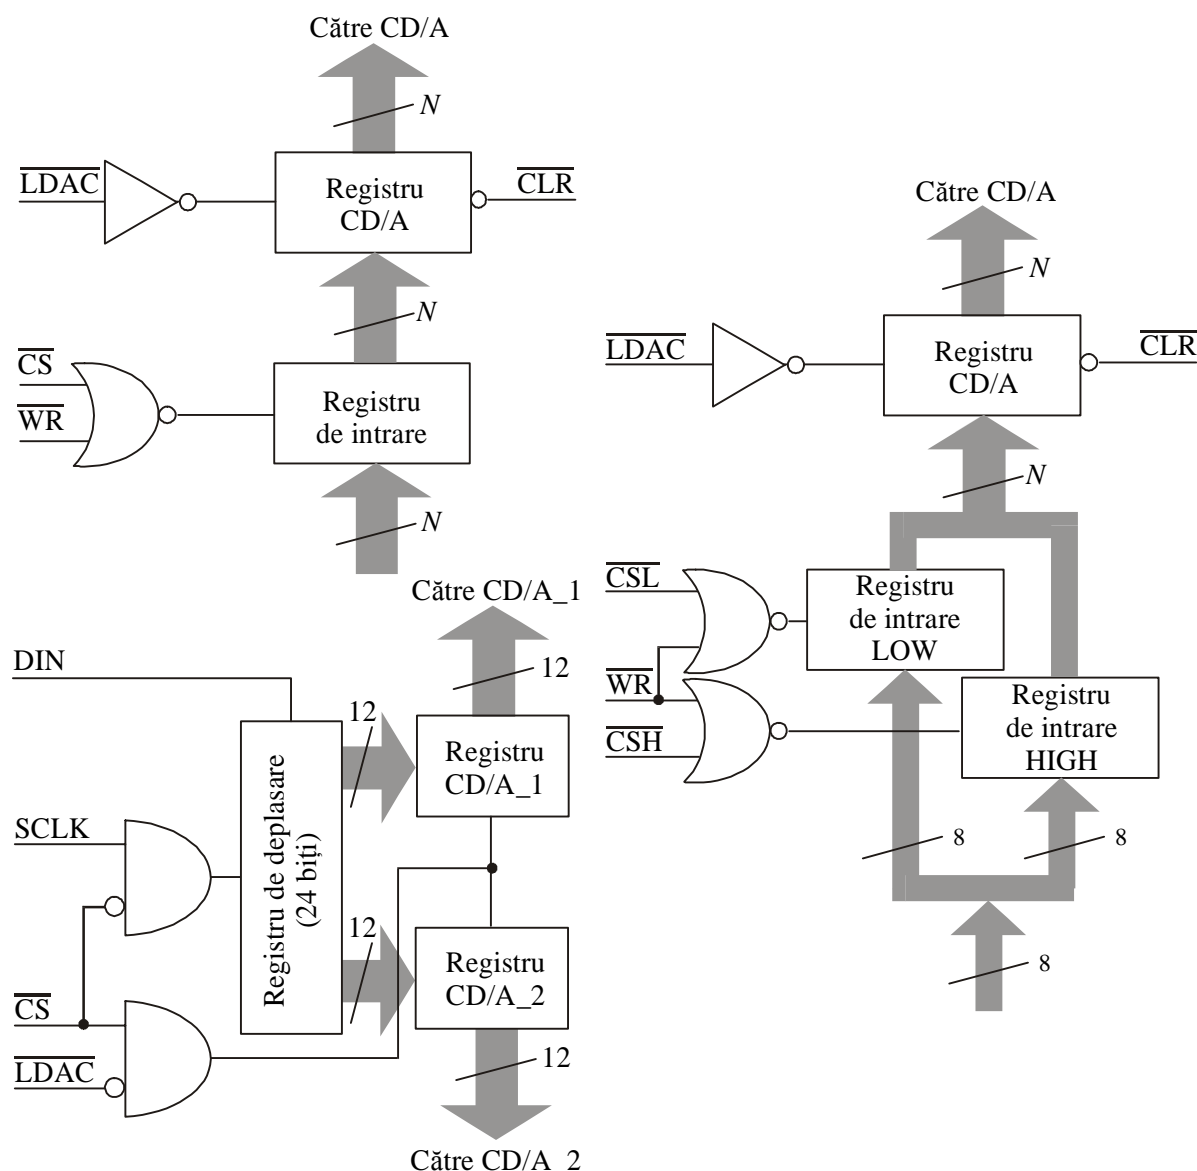 Către CD/A
N
LDAC
Registru
CD/A
CLR
N
CS
WR
Registru
de intrare
N
Către CD/A_1
12
DIN
12
Registru
CD/A_1
SCLK
Registru de deplasare
(24 biți)
12
Registru
CD/A_2
CS
LDAC
12
Către CD/A_2
Către CD/A
N
LDAC
Registru
CD/A
CLR
N
CSL
Registru
de intrare
LOW
WR
CSH
Registru
de intrare
HIGH
8
8
8